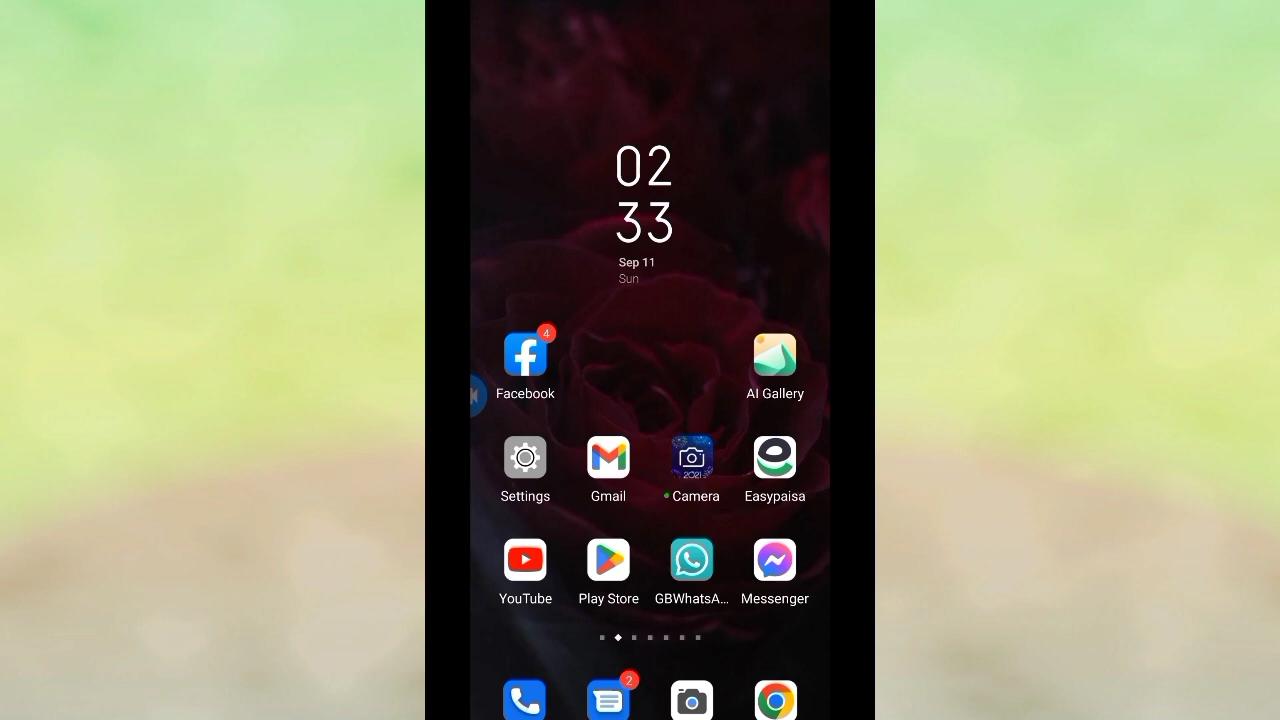 02
33
Sep 11
Sun
4
Facebook
AI Gallery
2021
Settings
Gmail
Camera
Easypaisa
YouTube
Play Store
GBWhatsA...
Messenger
2